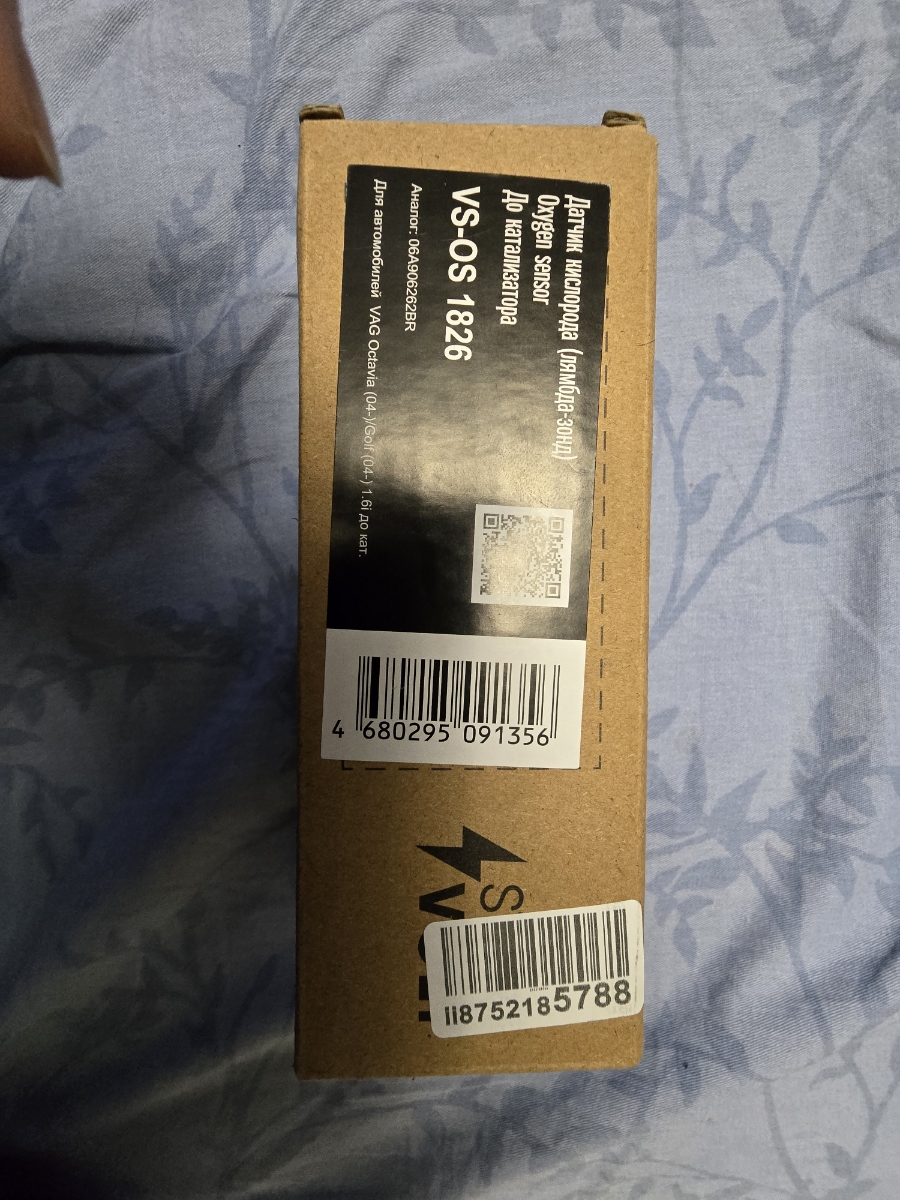 Датчик кислорода (лямбда-зонд)
Oxygen sensor
До катализатора
VS-OS 1826
Аналог: 06A906262BR
Для автомобилей VAG Octavia (04-)/Golf (04-) 1.6i до кат.
4 680295 091356
S
li8752185788